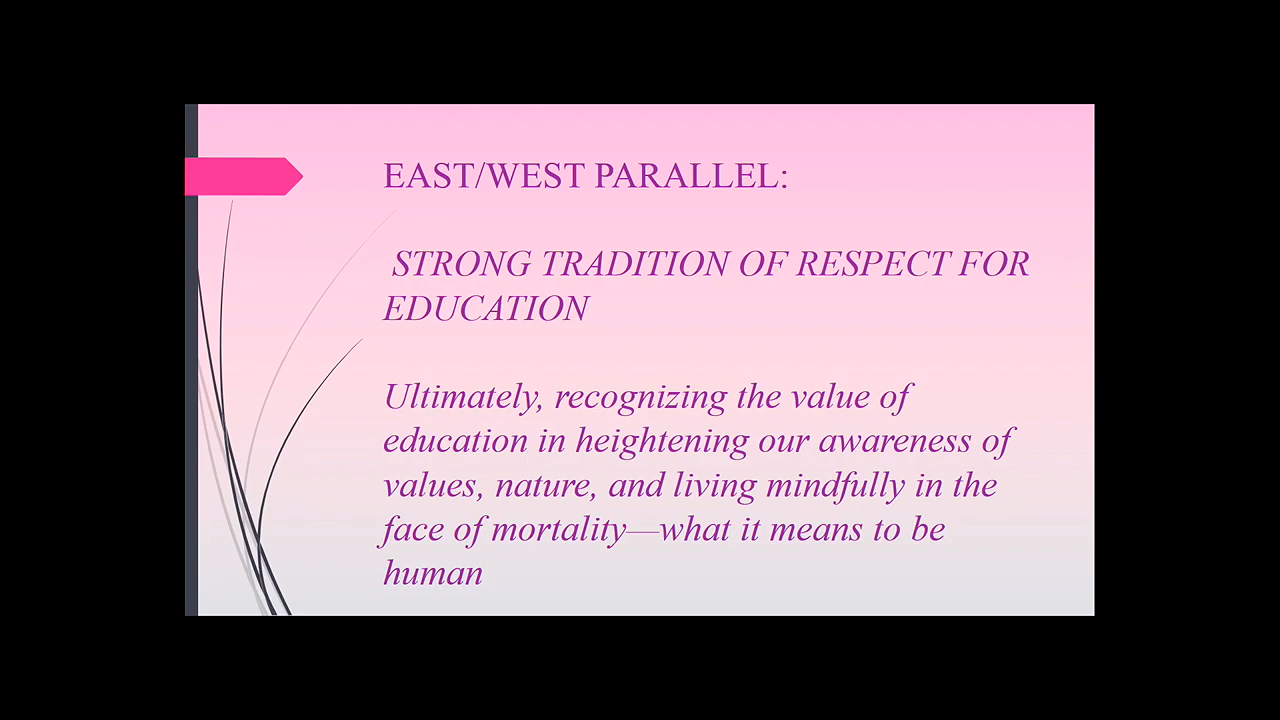 EAST/WEST PARALLEL:
STRONG TRADITION OF RESPECT FOR
EDUCATION
Ultimately, recognizing the value of
education in heightening our awareness of
values, nature, and living mindfully in the
face of mortality—what it means to be
human